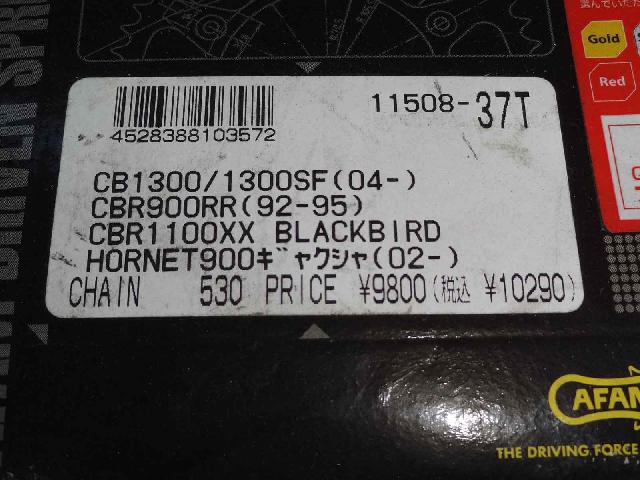 Gold
Red
11508-37T
4528388103572
CB1300/1300SF(04-)
CBR900RR(92-95)
CBR1100XX BLACKBIRD
HORNET900ギャクシャ(02-)
CHAIN 530 PRICE ¥9800(税込 ¥10290)
AFAM
THE DRIVING FORCE